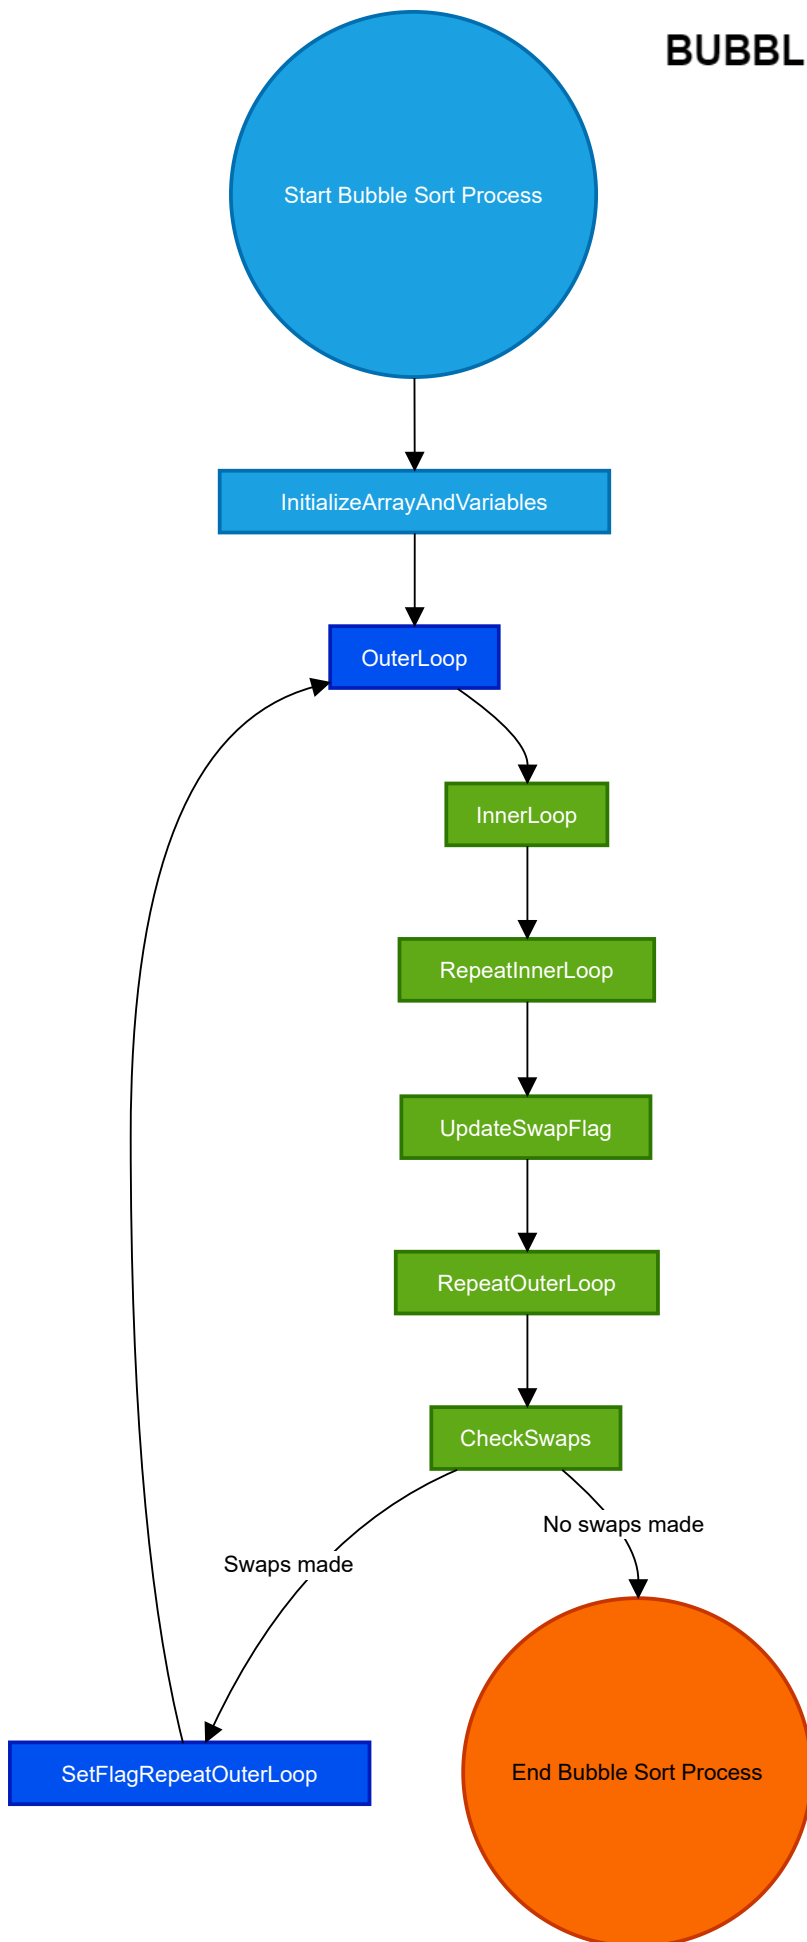 BUBBL
Start Bubble Sort Process
InitializeArrayAndVariables
OuterLoop
InnerLoop
RepeatInnerLoop
UpdateSwapFlag
RepeatOuterLoop
CheckSwaps
No swaps made
Swaps made
SetFlagRepeatOuterLoop
End Bubble Sort Process